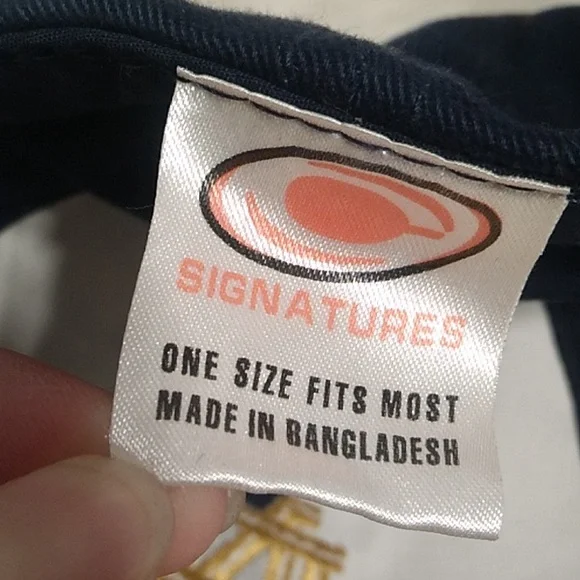 SIGNATURES
ONE SIZE FITS MOST
MADE IN BANGLADESH